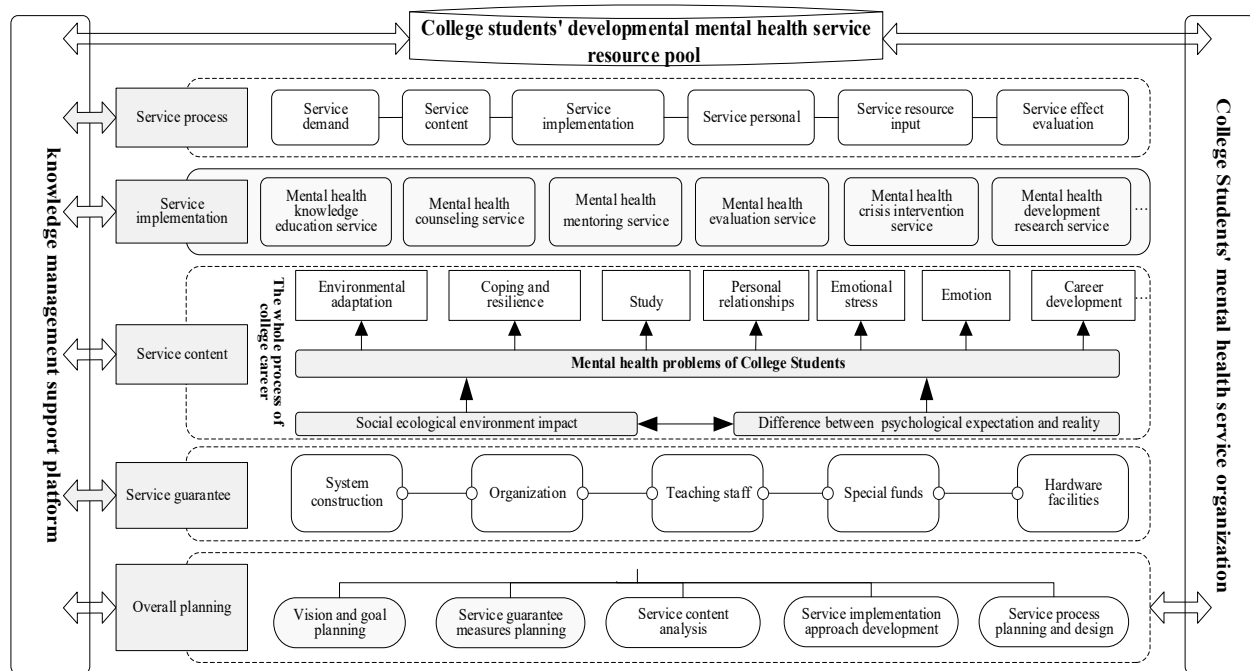 College students' developmental mental health service
resource pool
knowledge management support platform
College Students' mental health service organization
Service process
Service
demand
Service
content
Service
implementation
Service personal
Service resource
input
Service effect
evaluation
Service
implementation
Mental health
knowledge
education service
Mental health
counseling service
Mental health
mentoring service
Mental health
evaluation service
Mental health
crisis intervention
service
Mental health
development
research service
...
Service content
The whole process of
college career
Environmental
adaptation
Coping and
resilience
Study
Personal
relationships
Emotional
stress
Emotion
Career
development
...
Mental health problems of College Students
Social ecological environment impact
Difference between psychological expectation and reality
Service guarantee
System
construction
Organization
Teaching staff
Special funds
Hardware
facilities
Overall planning
Vision and goal
planning
Service guarantee
measures planning
Service content
analysis
Service implementation
approach development
Service process
planning and design